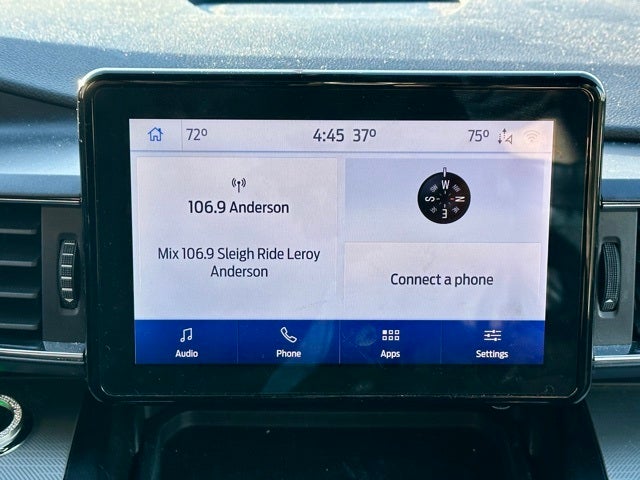 72° 4:45 37° 75°
106.9 Anderson
Mix 106.9 Sleigh Ride Leroy
Anderson
W
S N
E
Connect a phone
Audio Phone Apps Settings